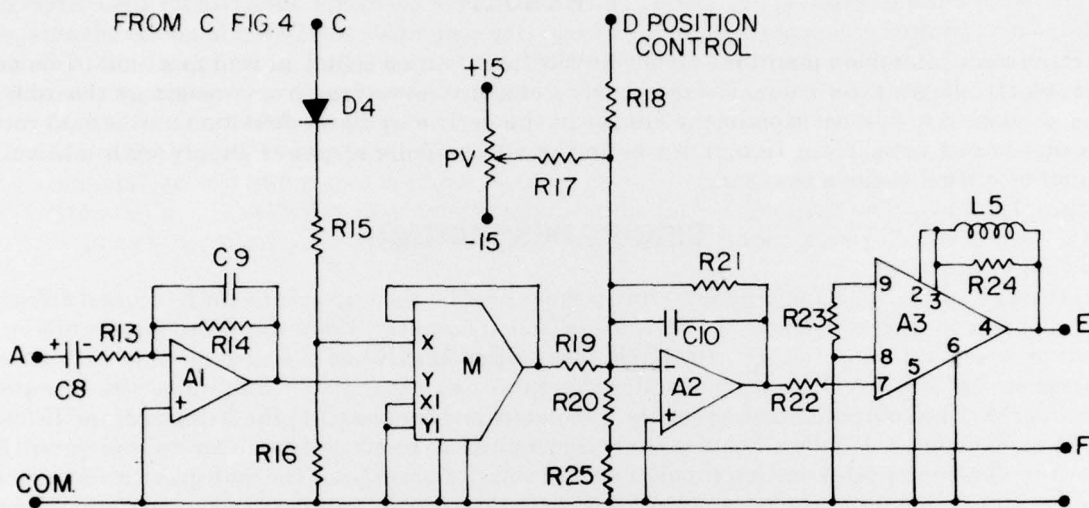 FROM C FIG.4
C
D POSITION
CONTROL
+15
D4
R18
PV
R17
-15
L5
R15
C9
R21
R24
R13
R14
9
2
3
A3
4
E
A
C8
+
-
-
A1
+
X
Y
M
X1
Y1
R19
C10
-
A2
+
R23
8
7
5
6
R20
R22
R16
R25
F
COM.